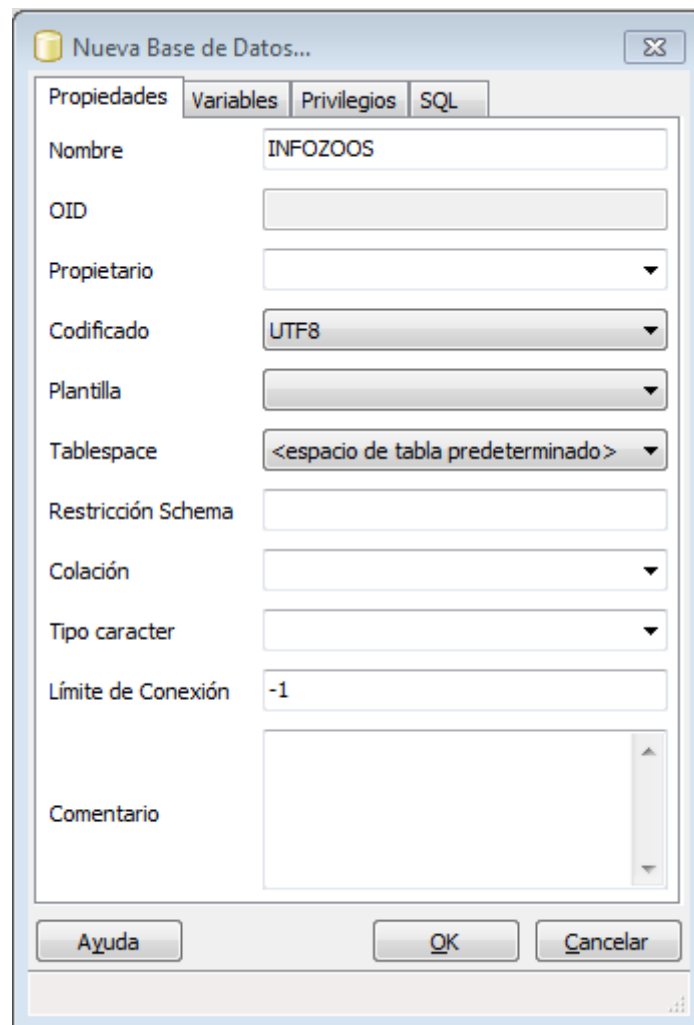 Nueva Base de Datos...
Propiedades Variables Privilegios SQL
Nombre INFOZOOS
OID
Propietario
Codificado UTF8
Plantilla
Tablespace <espacio de tabla predeterminado>
Restricción Schema
Colación
Tipo caracter
Límite de Conexión -1
Comentario
Ayuda OK Cancelar